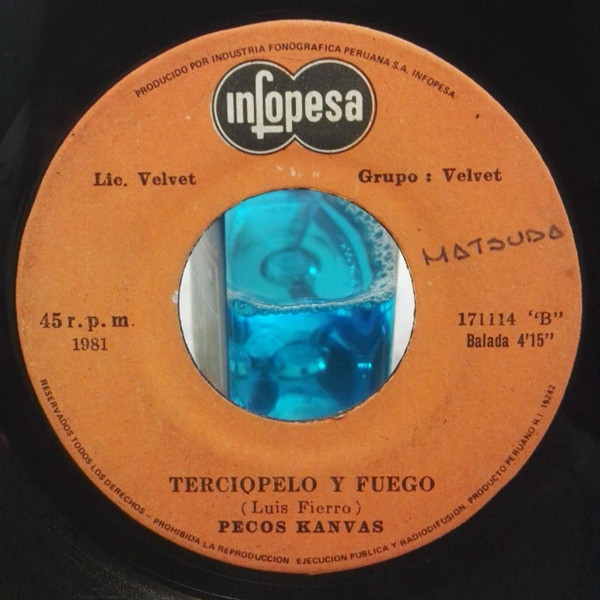 PRODUCIDO POR INDUSTRIA FONOGRAFICA PERUANA S.A. INFOPESA
infopesa
Lic. Velvet
Grupo : Velvet
MATSUDA
45 r.p.m.
1981
171114 "B"
Balada 4'15"
TERCIOPELO Y FUEGO
(Luis Fierro)
PECOS KANVAS
RESERVADOS TODOS LOS DERECHOS - PROHIBIDA LA REPRODUCCION EJECUCION PUBLICA Y RADIODIFUSION. PRODUCTO PERUANO R.I. 16242